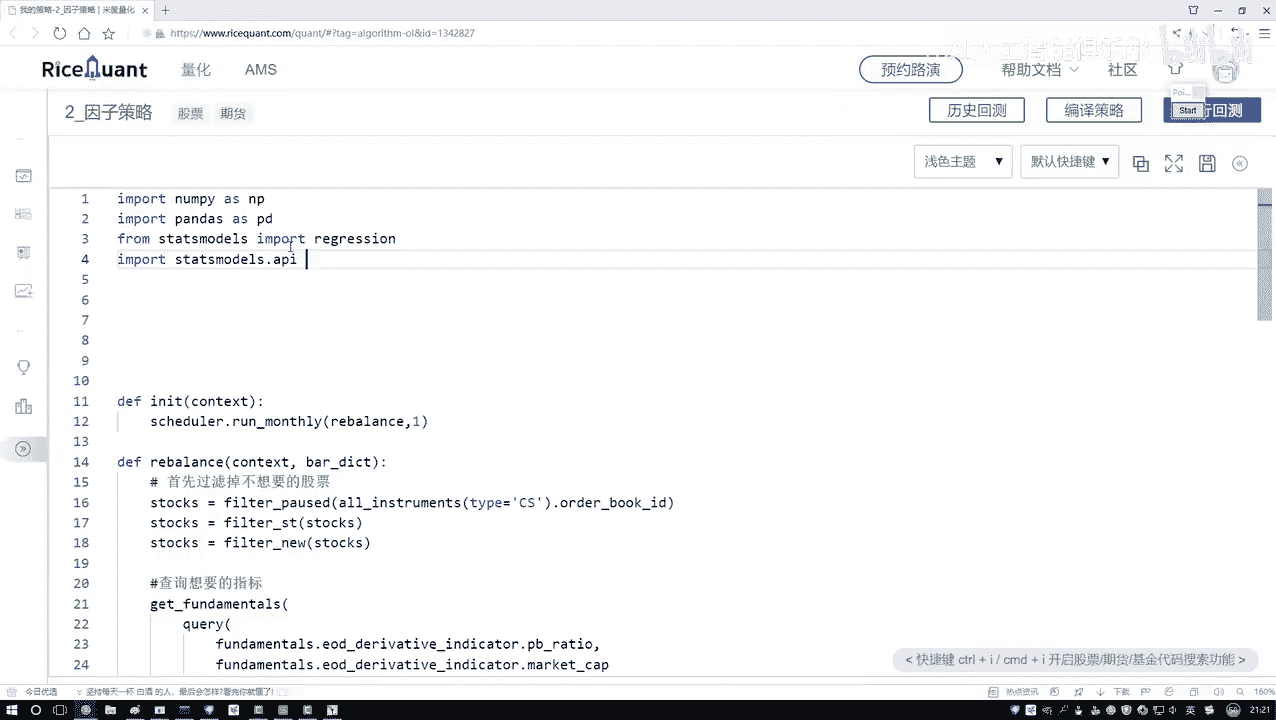 我的策略-2_因子策略 | 米筐量化
https://www.ricequant.com/quant/#?tag=algorithm-ol&id=1342827
RiceQuant 量化 AMS 预约路演 帮助文档 社区
Poi...
2_因子策略 股票 期货 历史回测 编译策略 Start 行回测
浅色主题 默认快捷键
1 import numpy as np
2 import pandas as pd
3 from statsmodels import regression
4 import statsmodels.api
5
6
7
8
9
10
11 def init(context):
12 scheduler.run_monthly(rebalance,1)
13
14 def rebalance(context, bar_dict):
15 # 首先过滤掉不想要的股票
16 stocks = filter_paused(all_instruments(type='CS').order_book_id)
17 stocks = filter_st(stocks)
18 stocks = filter_new(stocks)
19
20 #查询想要的指标
21 get_fundamentals(
22 query(
23 fundamentals.eod_derivative_indicator.pb_ratio,
24 fundamentals.eod_derivative_indicator.market_cap
< 快捷键 ctrl + i / cmd + i 开启股票/期货/基金代码搜索功能 >
今日优选 坚持每天一杯 白酒 的人，最后会怎样?看完你就懂了! 热点资讯 下载 160%
英 21:21